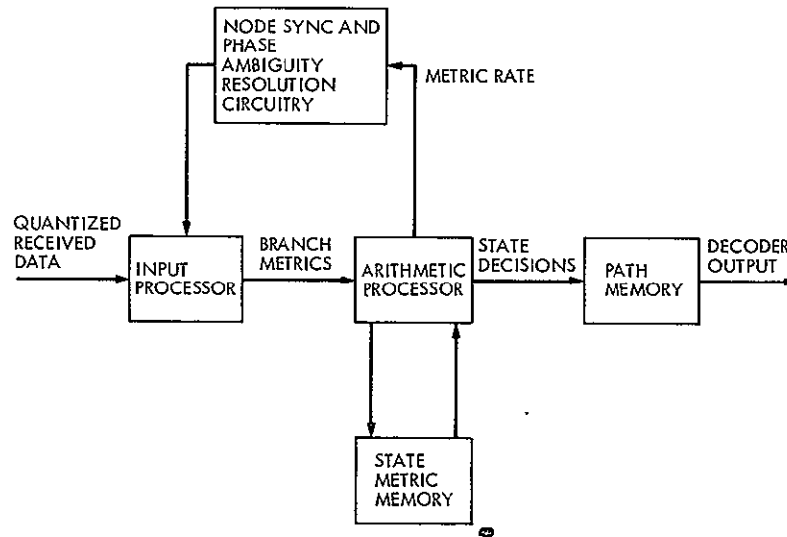 NODE SYNC AND
PHASE
AMBIGUITY
RESOLUTION
CIRCUITRY
METRIC RATE
QUANTIZED
RECEIVED
DATA
INPUT
PROCESSOR
BRANCH
METRICS
ARITHMETIC
PROCESSOR
STATE
DECISIONS
PATH
MEMORY
DECODER
OUTPUT
STATE
METRIC
MEMORY